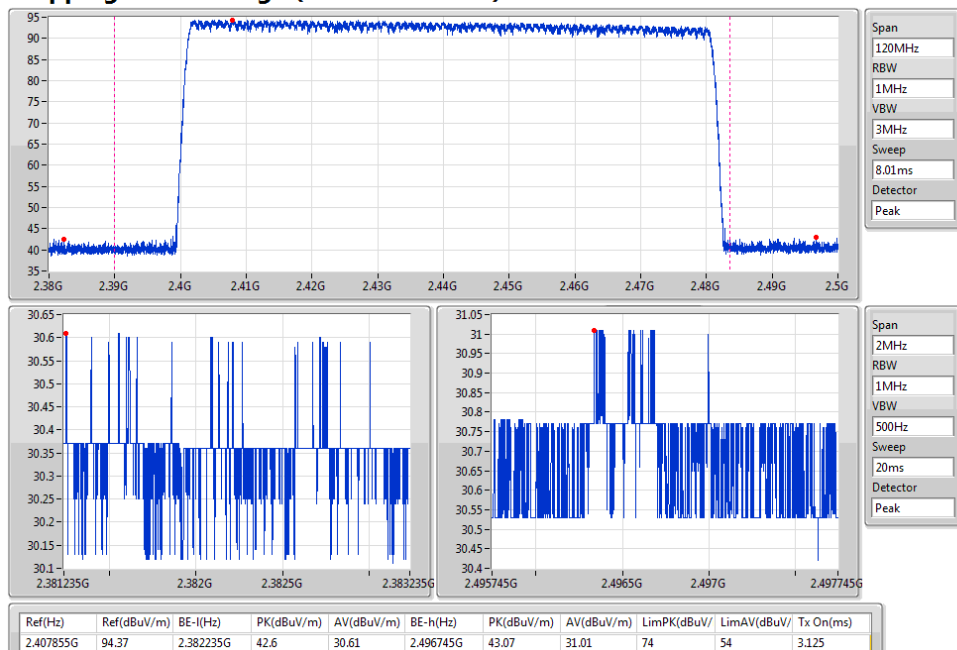 95
90
85
80
75
70
65
60
55
50
45
40
35
2.38G 2.39G 2.4G 2.41G 2.42G 2.43G 2.44G 2.45G 2.46G 2.47G 2.48G 2.49G 2.5G
Span
120MHz
RBW
1MHz
VBW
3MHz
Sweep
8.01ms
Detector
Peak
30.65
30.6
30.55
30.5
30.45
30.4
30.35
30.3
30.25
30.2
30.15
30.1
2.381235G 2.382G 2.3825G 2.383235G
31.05
31
30.95
30.9
30.85
30.8
30.75
30.7
30.65
30.6
30.55
30.5
30.45
30.4
2.495745G 2.4965G 2.497G 2.497745G
Span
2MHz
RBW
1MHz
VBW
500Hz
Sweep
20ms
Detector
Peak
Ref(Hz) Ref(dBuV/m) BE-l(Hz) PK(dBuV/m) AV(dBuV/m) BE-h(Hz) PK(dBuV/m) AV(dBuV/m) LimPK(dBuV/ LimAV(dBuV/ Tx On(ms)
2.407855G 94.37 2.382235G 42.6 30.61 2.496745G 43.07 31.01 74 54 3.125